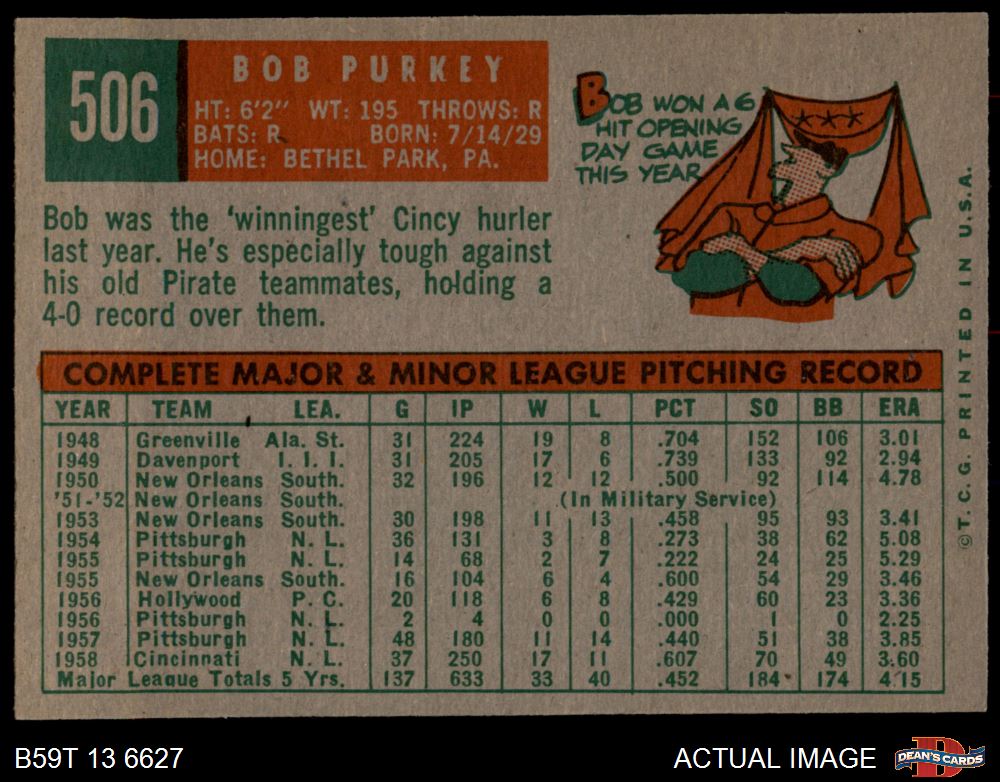 506
BOB PURKEY
HT: 6'2" WT: 195 THROWS: R
BATS: R BORN: 7/14/29
HOME: BETHEL PARK, PA.
BOB WON A 6
HIT OPENING
DAY GAME
THIS YEAR
Bob was the 'winningest' Cincy hurler
last year. He's especially tough against
his old Pirate teammates, holding a
4-0 record over them.
COMPLETE MAJOR & MINOR LEAGUE PITCHING RECORD
YEAR TEAM LEA. G IP W L PCT SO BB ERA
1948 Greenville Ala. St. 31 224 19 8 .704 152 106 3.01
1949 Davenport I. I. I. 31 205 17 6 .739 133 92 2.94
1950 New Orleans South. 32 196 12 12 .500 92 114 4.78
'51-'52 New Orleans South. (In Military Service)
1953 New Orleans South. 30 198 11 13 .458 95 93 3.41
1954 Pittsburgh N. L. 36 131 3 8 .273 38 62 5.08
1955 Pittsburgh N. L. 14 68 2 7 .222 24 25 5.29
1955 New Orleans South. 16 104 6 4 .600 54 29 3.46
1956 Hollywood P. C. 20 118 6 8 .429 60 23 3.36
1956 Pittsburgh N. L. 2 4 0 0 .000 1 0 2.25
1957 Pittsburgh N. L. 48 180 11 14 .440 51 38 3.85
1958 Cincinnati N. L. 37 250 17 11 .607 70 49 3.60
Major League Totals 5 Yrs. 137 633 33 40 .452 184 174 4.15
©T.C.G. PRINTED IN U.S.A.
B59T 13 6627
ACTUAL IMAGE
D
DEAN'S CARDS